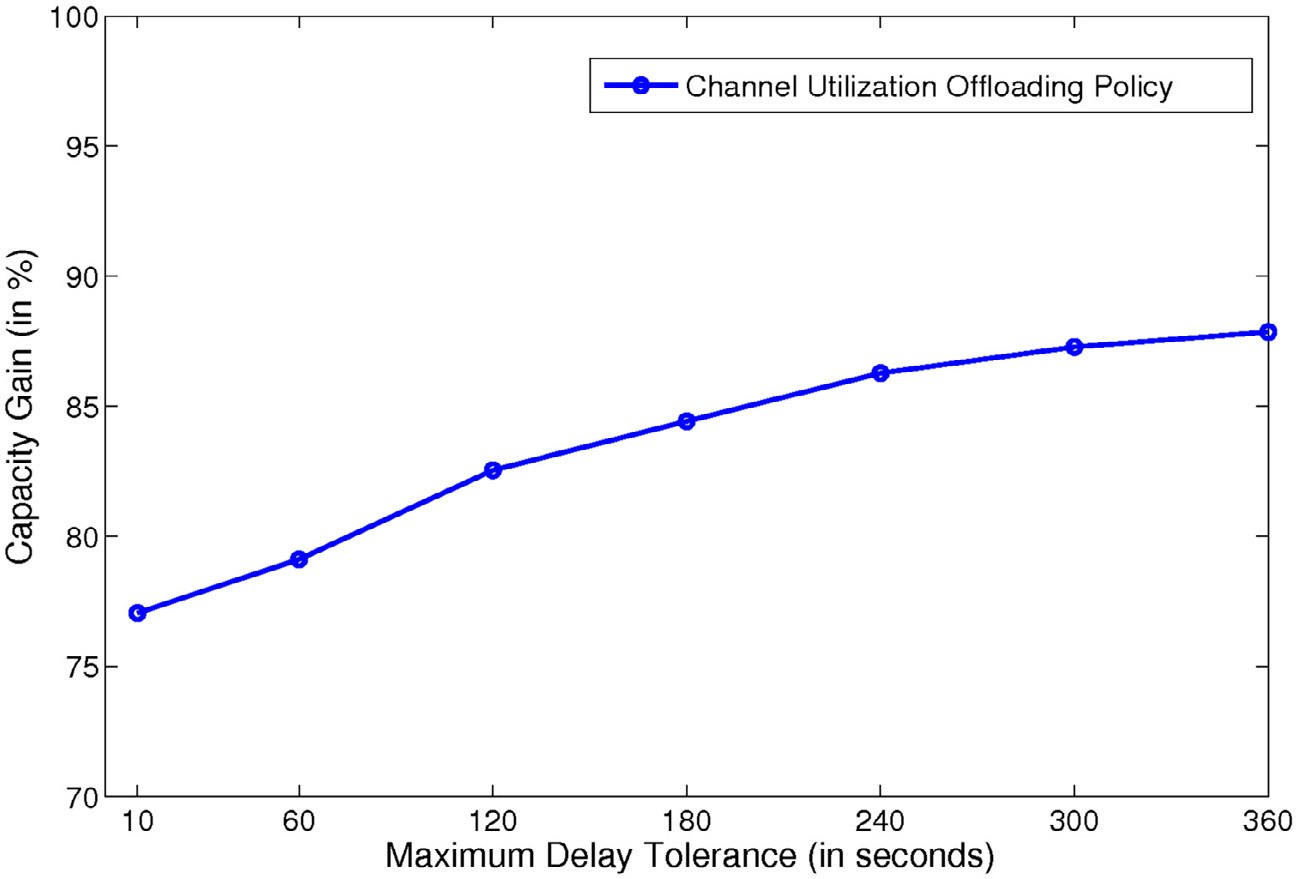 100
Channel Utilization Offloading Policy
95
90
85
80
75
70
Capacity Gain (in %)
10 60 120 180 240 300 360
Maximum Delay Tolerance (in seconds)